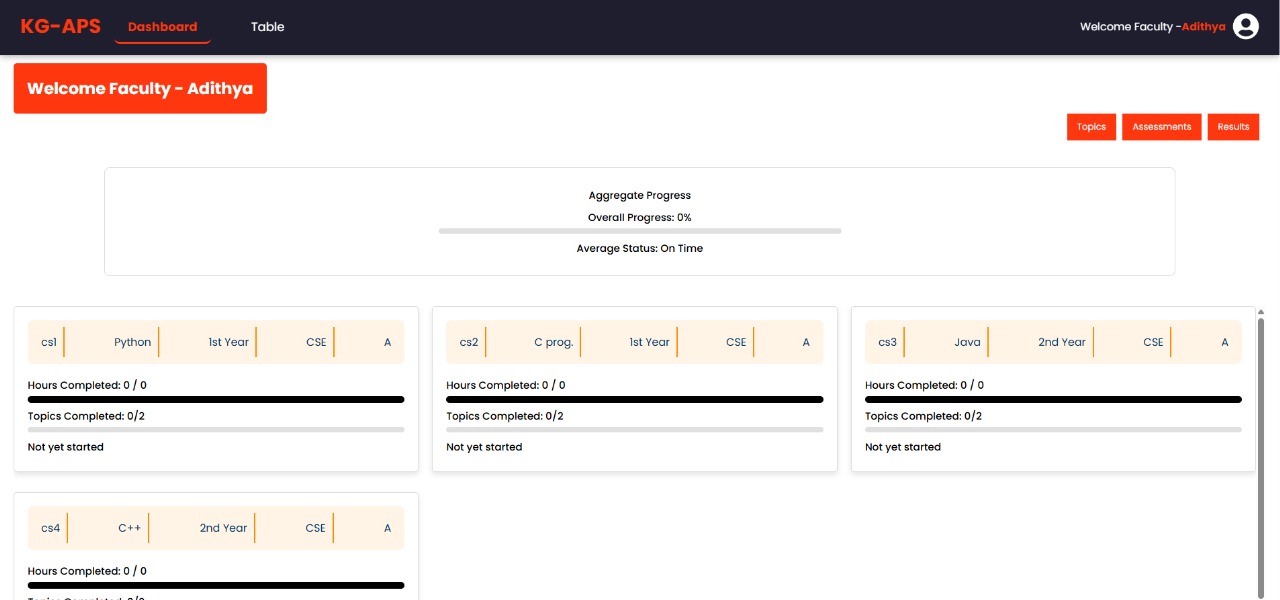 KG-APS Dashboard Table Welcome Faculty -Adithya
Welcome Faculty - Adithya
Topics Assessments Results
Aggregate Progress
Overall Progress: 0%
Average Status: On Time
cs1 Python 1st Year CSE A
Hours Completed: 0 / 0
Topics Completed: 0/2
Not yet started
cs2 C prog. 1st Year CSE A
Hours Completed: 0 / 0
Topics Completed: 0/2
Not yet started
cs3 Java 2nd Year CSE A
Hours Completed: 0 / 0
Topics Completed: 0/2
Not yet started
cs4 C++ 2nd Year CSE A
Hours Completed: 0 / 0